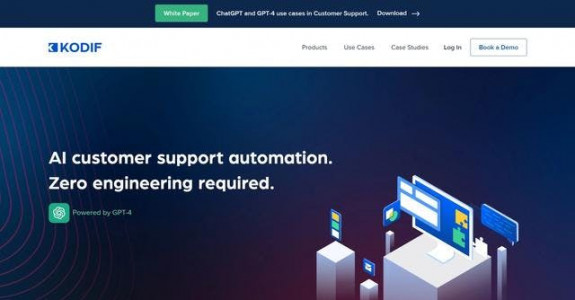 White Paper
ChatGPT and GPT-4 use cases in Customer Support.
Download
KODIF
Products
Use Cases
Case Studies
Log In
Book a Demo
AI customer support automation.
Zero engineering required.
Powered by GPT-4